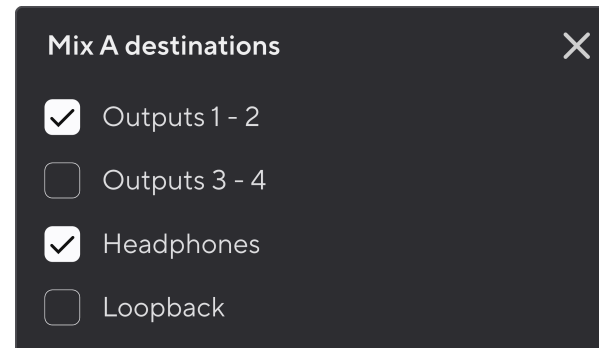 Mix A destinations
Outputs 1 - 2
Outputs 3 - 4
Headphones
Loopback